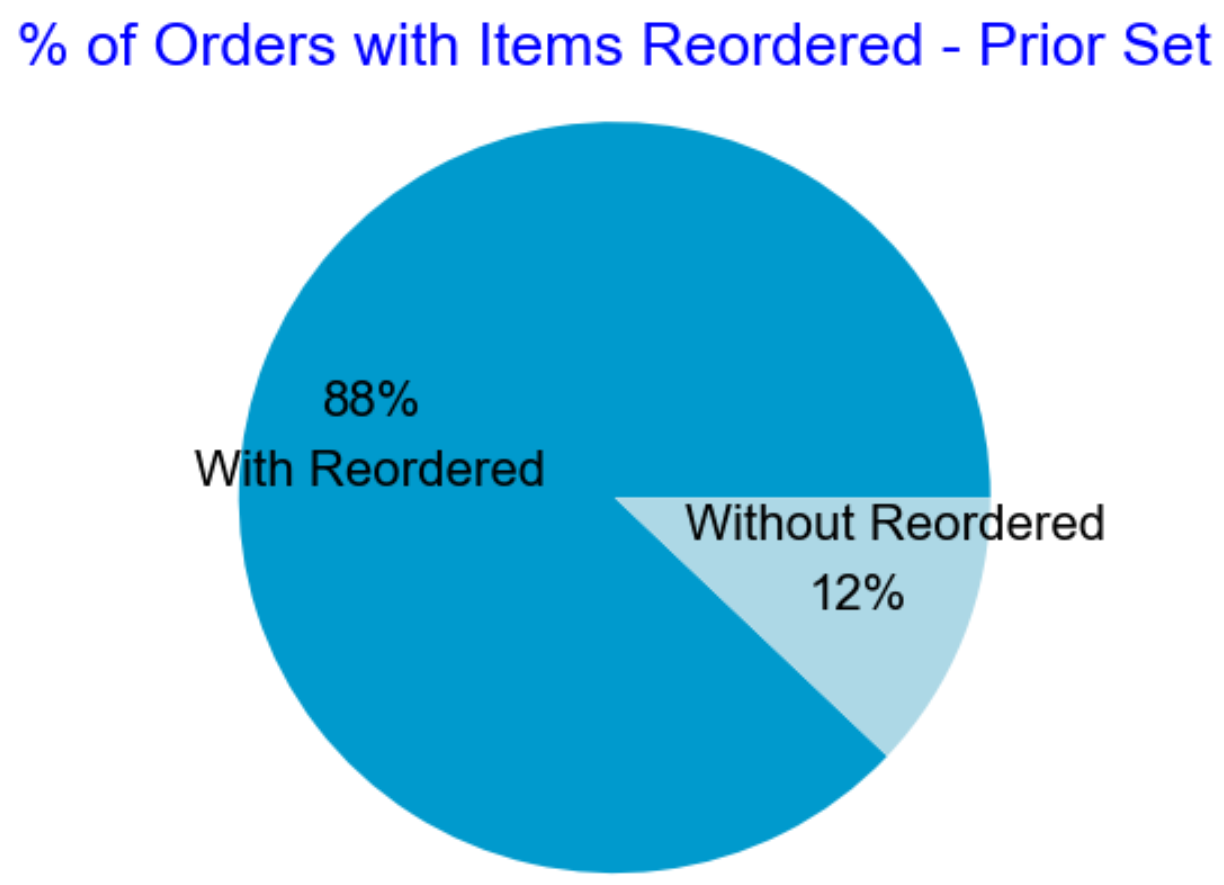 % of Orders with Items Reordered - Prior Set
88%
With Reordered
Without Reordered
12%